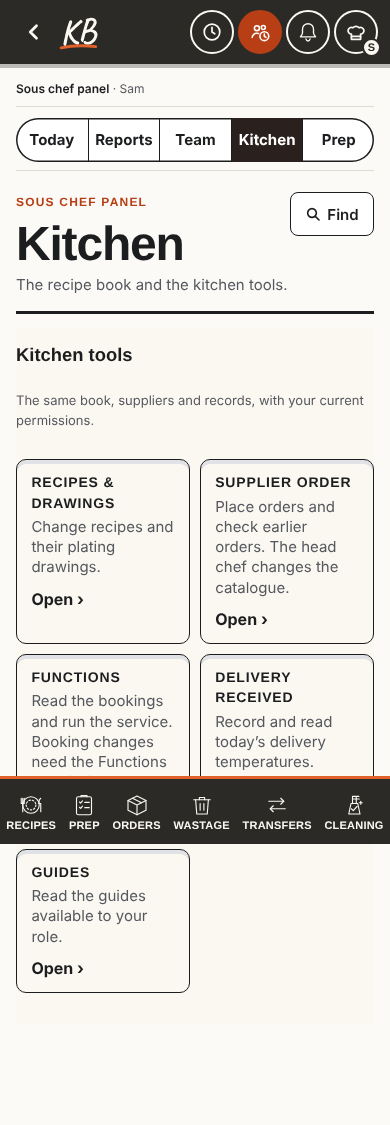 KB
S
Sous chef panel · Sam
Today
Reports
Team
Kitchen
Prep
SOUS CHEF PANEL
Find
Kitchen
The recipe book and the kitchen tools.
Kitchen tools
The same book, suppliers and records, with your current
permissions.
RECIPES &
DRAWINGS
Change recipes and
their plating
drawings.
Open ›
SUPPLIER ORDER
Place orders and
check earlier
orders. The head
chef changes the
catalogue.
Open ›
FUNCTIONS
Read the bookings
and run the service.
Booking changes
need the Functions
DELIVERY
RECEIVED
Record and read
today’s delivery
temperatures.
RECIPES
PREP
ORDERS
WASTAGE
TRANSFERS
CLEANING
GUIDES
Read the guides
available to your
role.
Open ›